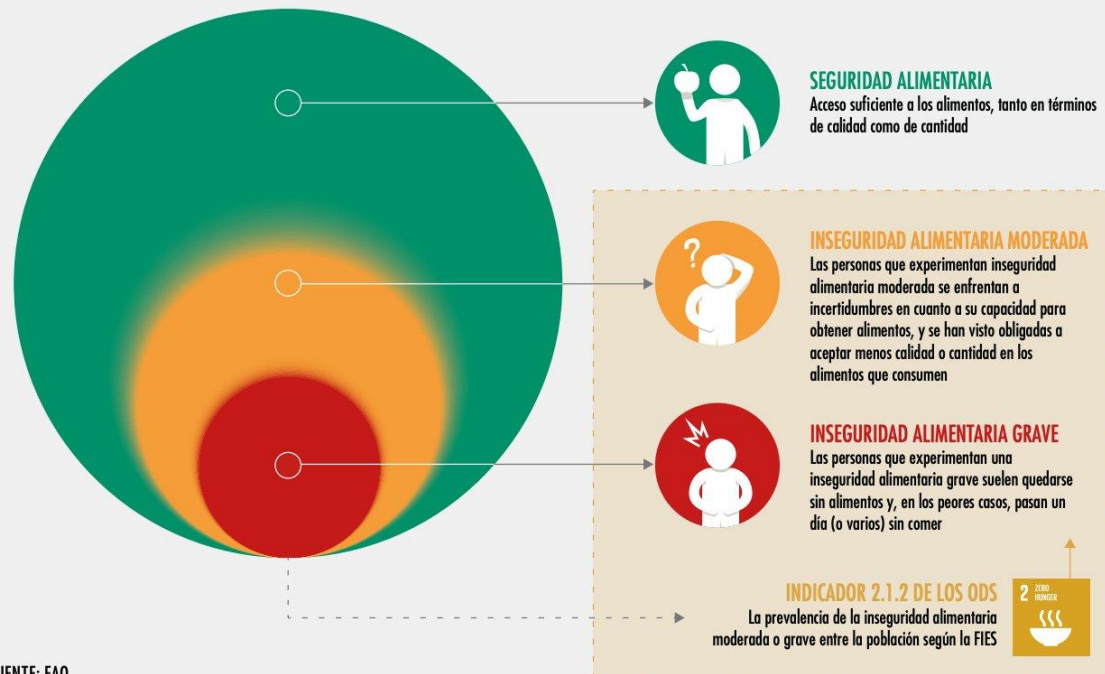 SEGURIDAD ALIMENTARIA
Acceso suficiente a los alimentos, tanto en términos
de calidad como de cantidad
?
INSEGURIDAD ALIMENTARIA MODERADA
Las personas que experimentan inseguridad
alimentaria moderada se enfrentan a
incertidumbres en cuanto a su capacidad para
obtener alimentos, y se han visto obligadas a
aceptar menos calidad o cantidad en los
alimentos que consumen
INSEGURIDAD ALIMENTARIA GRAVE
Las personas que experimentan una
inseguridad alimentaria grave suelen quedarse
sin alimentos y, en los peores casos, pasan un
día (o varios) sin comer
INDICADOR 2.1.2 DE LOS ODS
La prevalencia de la inseguridad alimentaria
moderada o grave entre la población según la FIES
2 ZERO
HUNGER